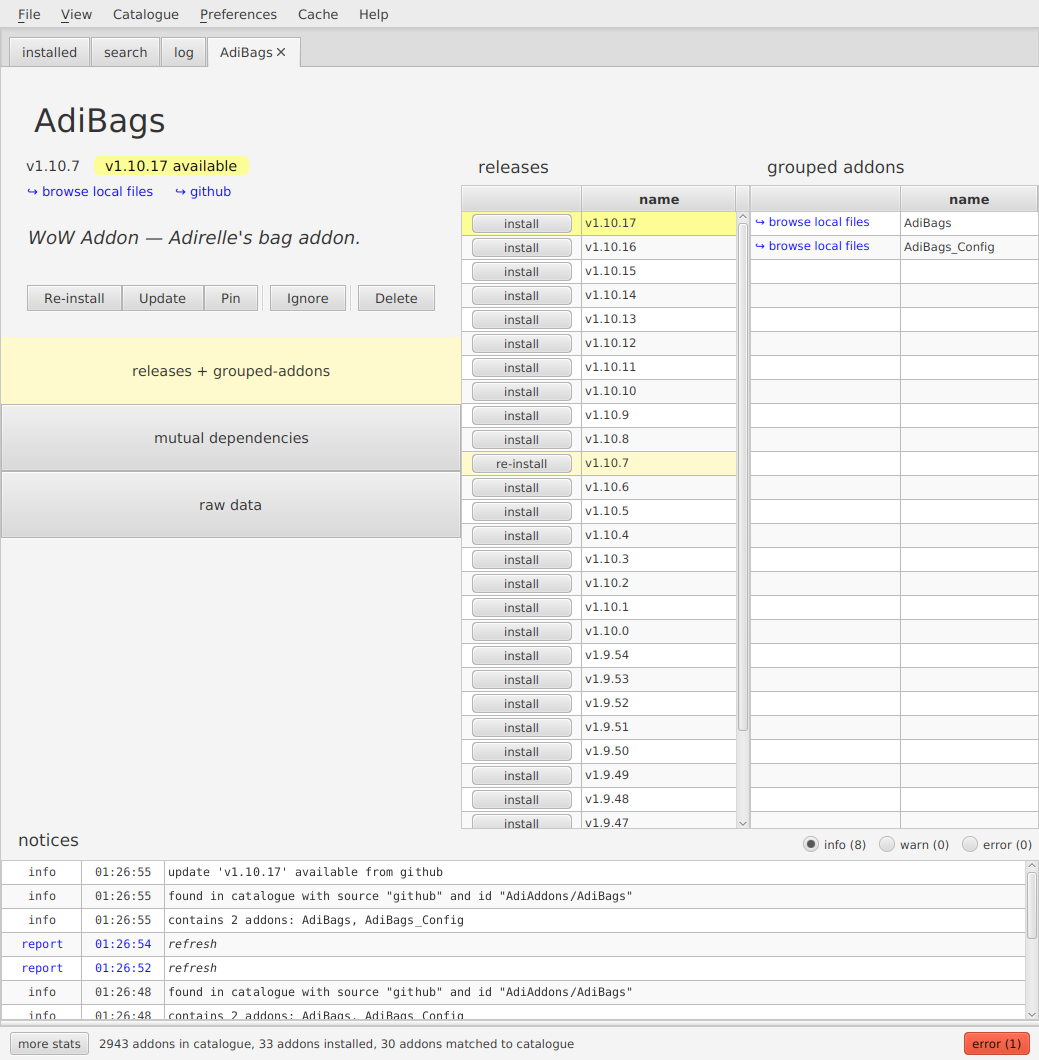 File View Catalogue Preferences Cache Help
installed search log AdiBags ✕
AdiBags
v1.10.7 v1.10.17 available
↪ browse local files ↪ github
WoW Addon — Adirelle's bag addon.
Re-install Update Pin Ignore Delete
releases + grouped-addons
mutual dependencies
raw data
releases
name
install v1.10.17
install v1.10.16
install v1.10.15
install v1.10.14
install v1.10.13
install v1.10.12
install v1.10.11
install v1.10.10
install v1.10.9
install v1.10.8
re-install v1.10.7
install v1.10.6
install v1.10.5
install v1.10.4
install v1.10.3
install v1.10.2
install v1.10.1
install v1.10.0
install v1.9.54
install v1.9.53
install v1.9.52
install v1.9.51
install v1.9.50
install v1.9.49
install v1.9.48
install v1.9.47
grouped addons
name
↪ browse local files AdiBags
↪ browse local files AdiBags_Config
notices
info (8) warn (0) error (0)
info 01:26:55 update 'v1.10.17' available from github
info 01:26:55 found in catalogue with source "github" and id "AdiAddons/AdiBags"
info 01:26:55 contains 2 addons: AdiBags, AdiBags_Config
report 01:26:54 refresh
report 01:26:52 refresh
info 01:26:48 found in catalogue with source "github" and id "AdiAddons/AdiBags"
info 01:26:48 contains 2 addons: AdiBags, AdiBags_Config
more stats 2943 addons in catalogue, 33 addons installed, 30 addons matched to catalogue error (1)